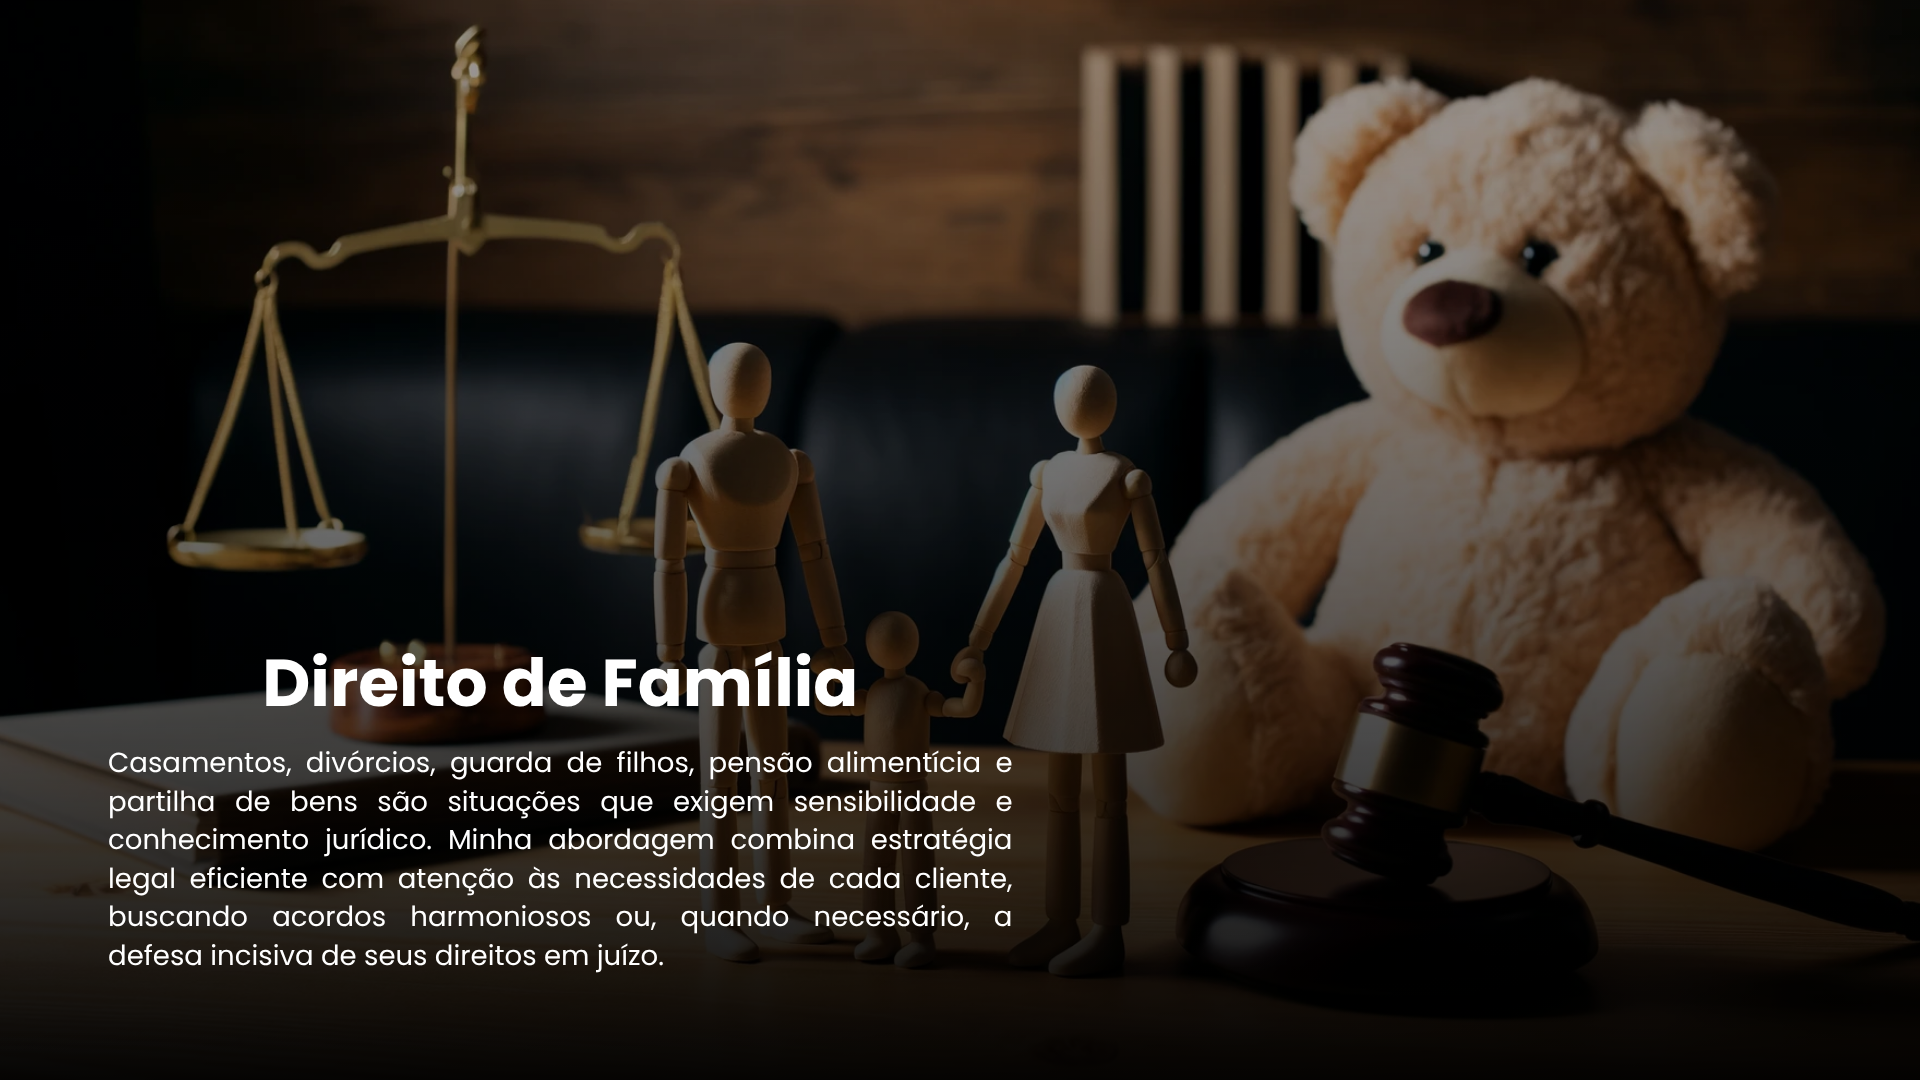 Direito de Família
Casamentos, divórcios, guarda de filhos, pensão alimentícia e
partilha de bens são situações que exigem sensibilidade e
conhecimento jurídico. Minha abordagem combina estratégia
legal eficiente com atenção às necessidades de cada cliente,
buscando acordos harmoniosos ou, quando necessário, a
defesa incisiva de seus direitos em juízo.